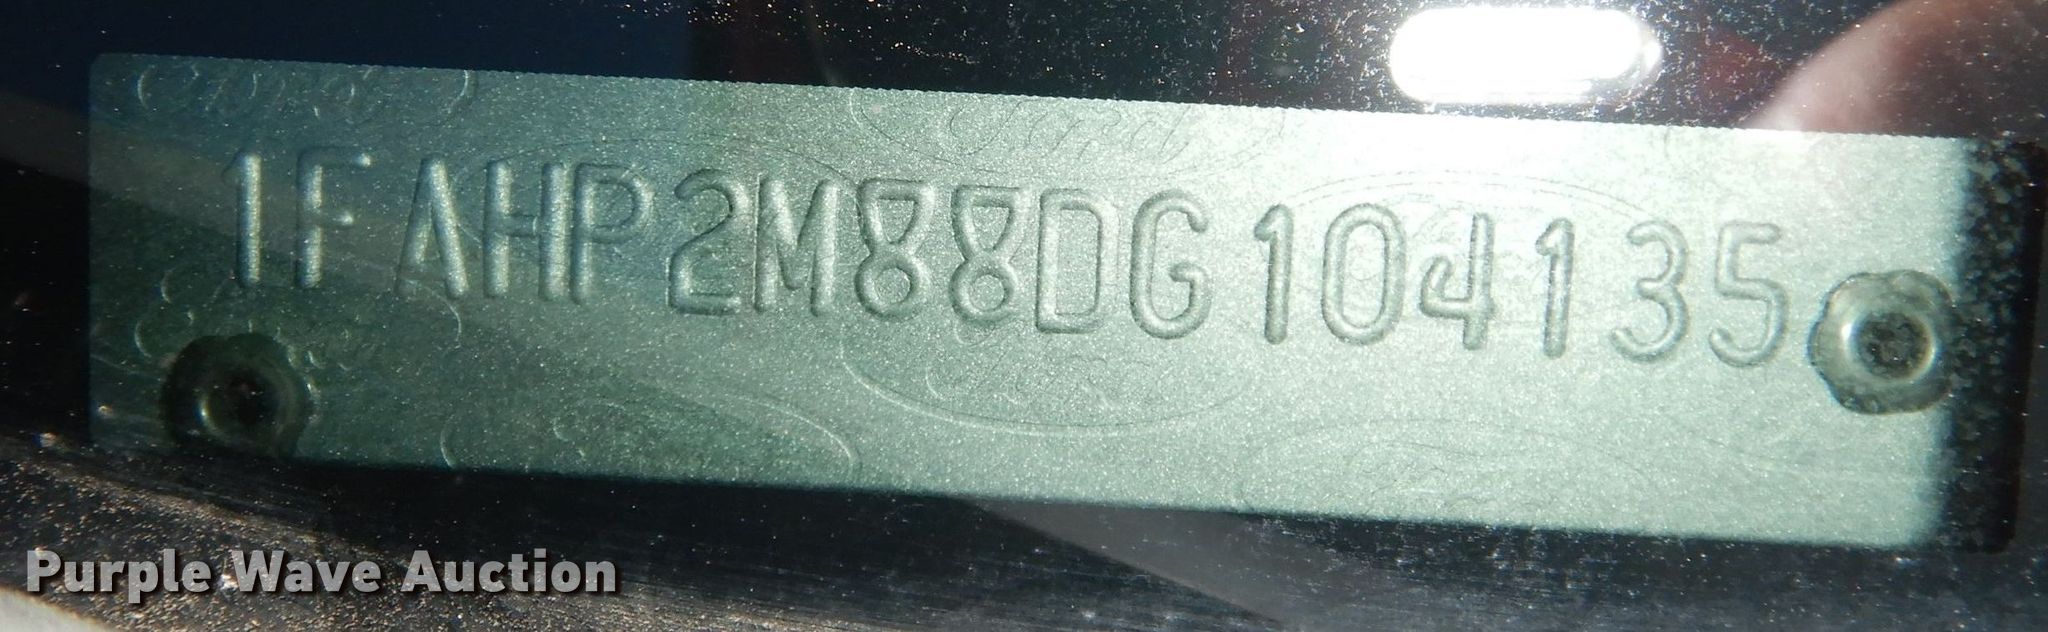 1FAHP2M88DG104135
Purple Wave Auction